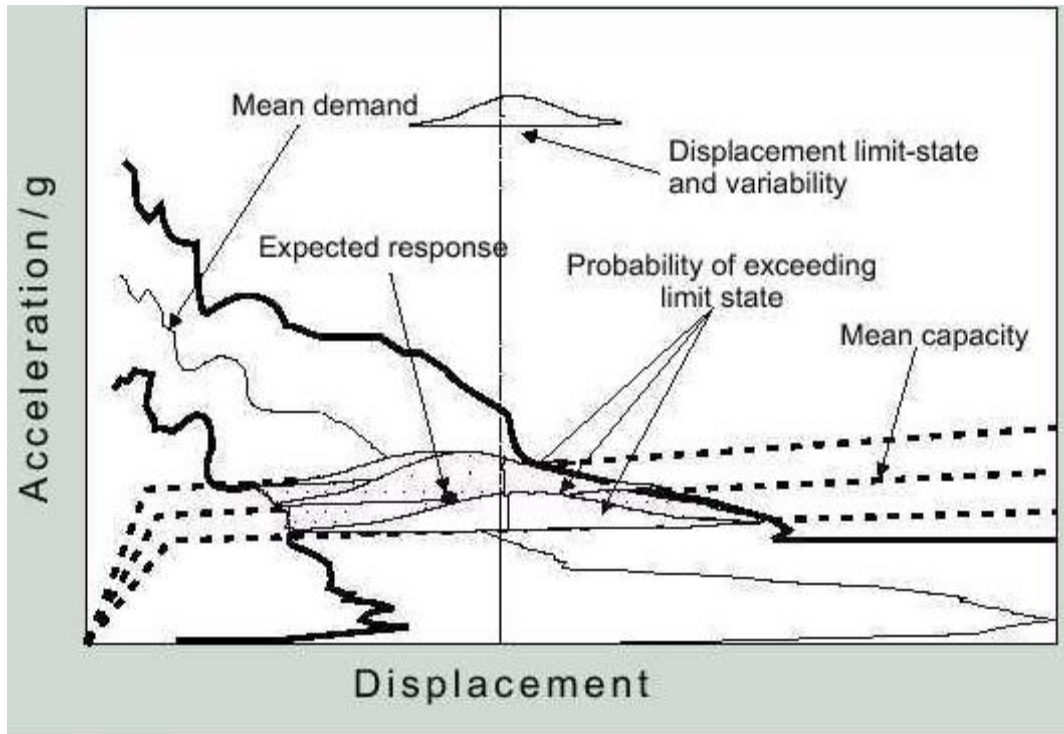 Mean demand
Displacement limit-state
and variability
Expected response
Probability of exceeding
limit state
Mean capacity
Acceleration/g
Displacement